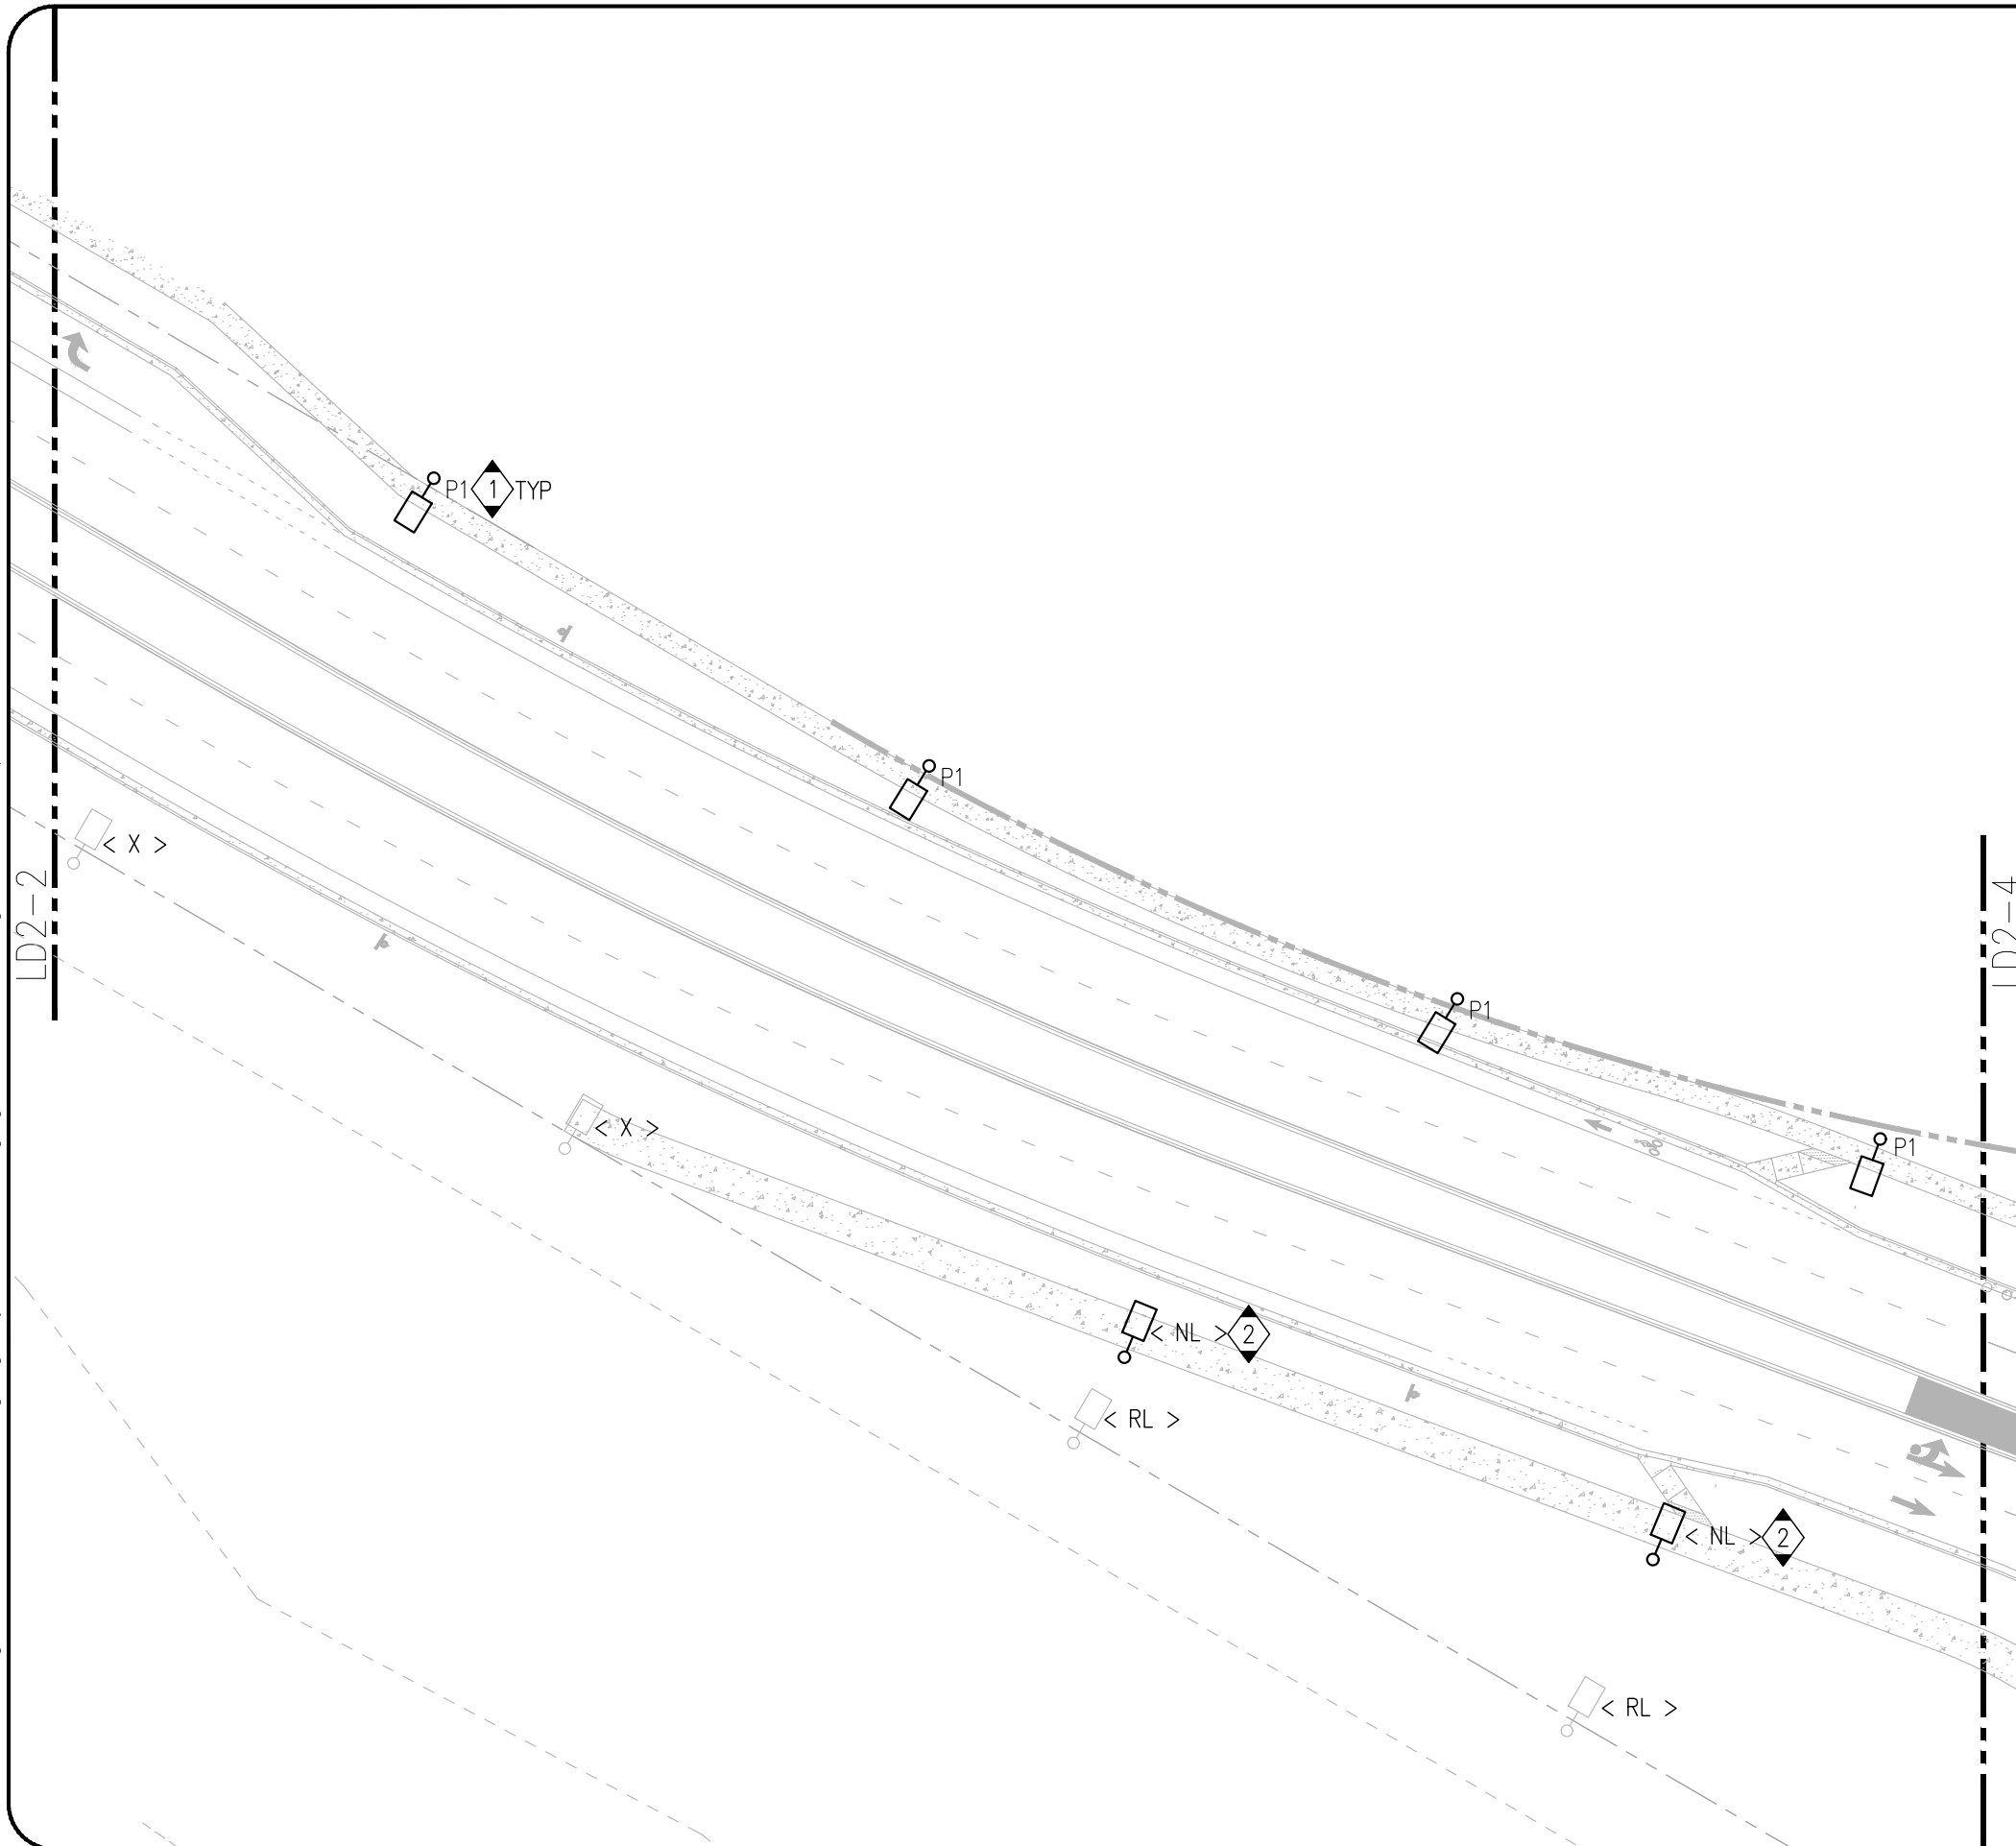 P1 1 TYP
P1
< X >
LD2-2
LD2-4
P1
< X >
P1
< NL > 2
< RL >
< NL > 2
< RL >